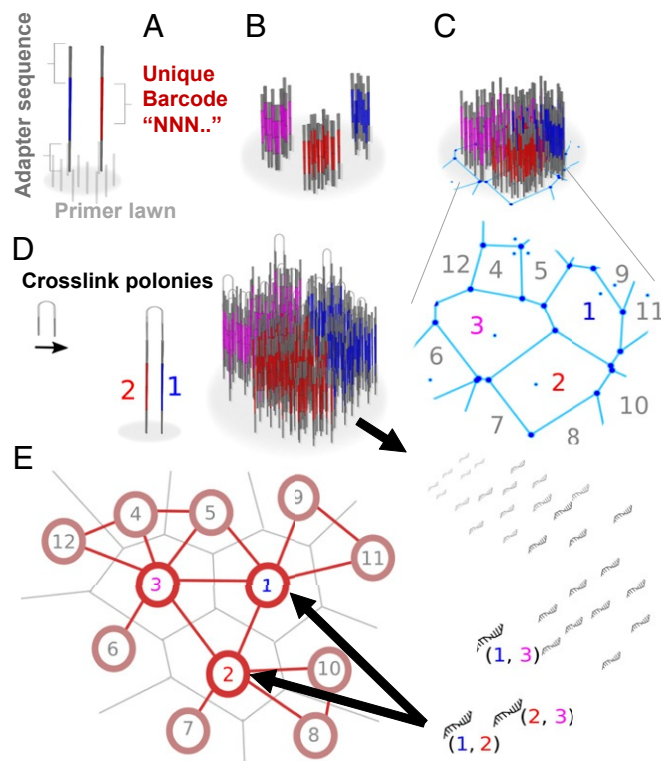 A
B
C
Adapter sequence
Unique
Barcode
“NNN..”
Primer lawn
D
Crosslink polonies
2
1
12
4
5
9
3
1
11
6
2
10
7
8
E
4
5
9
12
3
1
11
6
2
10
7
8
(1, 3)
(2, 3)
(1, 2)